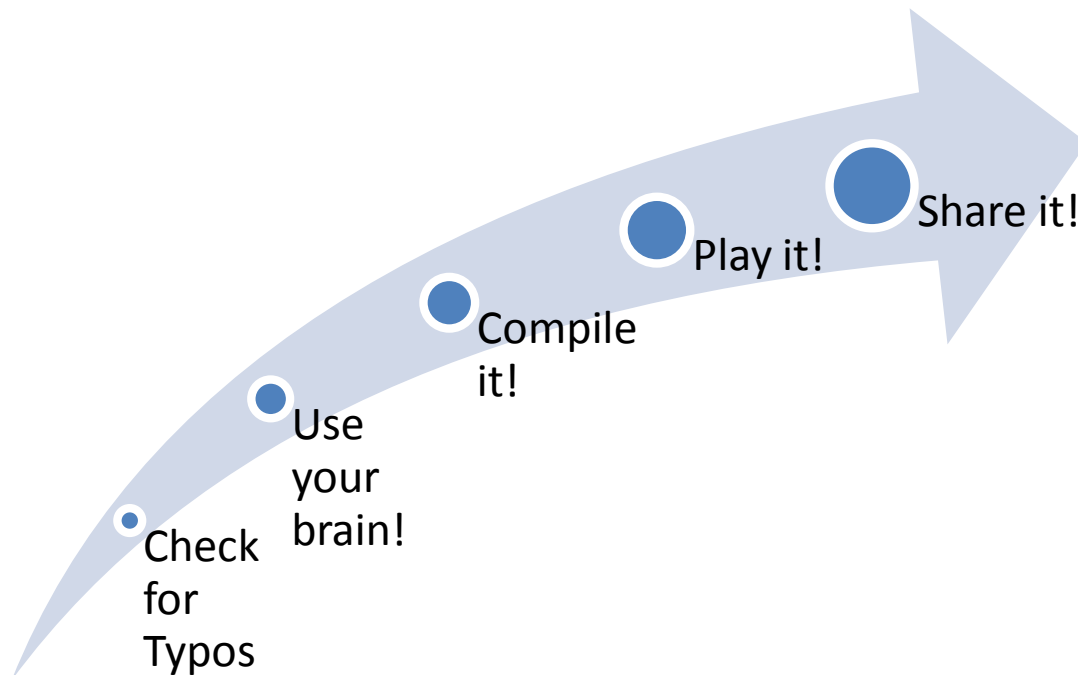 Check
for
Typos
Use
your
brain!
Compile
it!
Play it!
Share it!